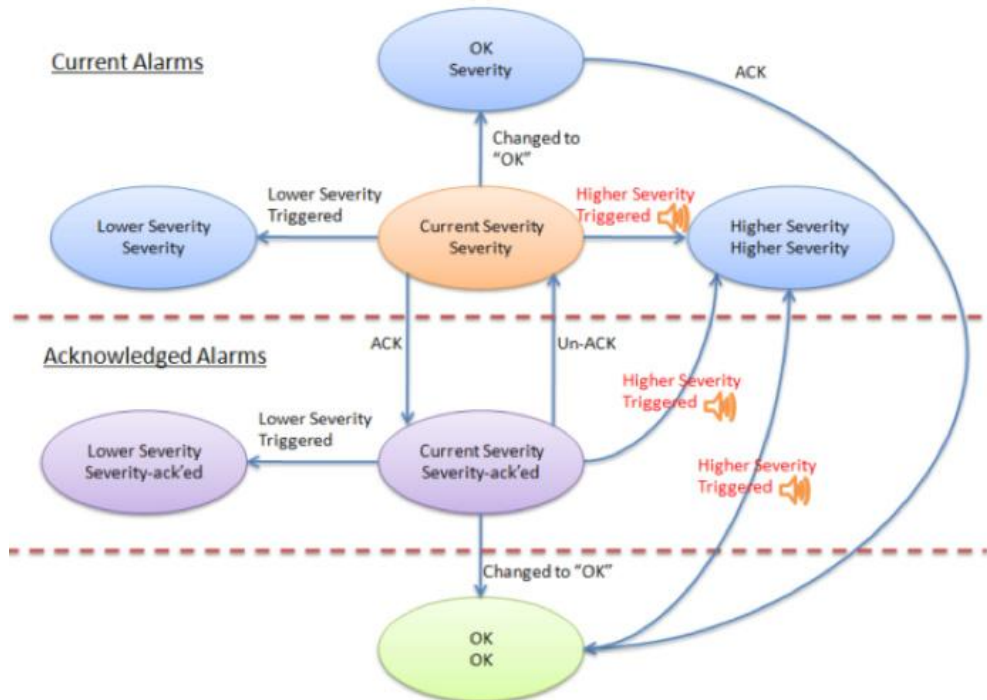 OK
Severity
Current Alarms
ACK
Changed to
“OK”
Lower Severity
Triggered
Higher Severity
Triggered
Lower Severity
Severity
Current Severity
Severity
Higher Severity
Higher Severity
ACK
Un-ACK
Acknowledged Alarms
Higher Severity
Triggered
Lower Severity
Triggered
Lower Severity
Severity-ack’ed
Current Severity
Severity-ack’ed
Higher Severity
Triggered
Changed to “OK”
OK
OK